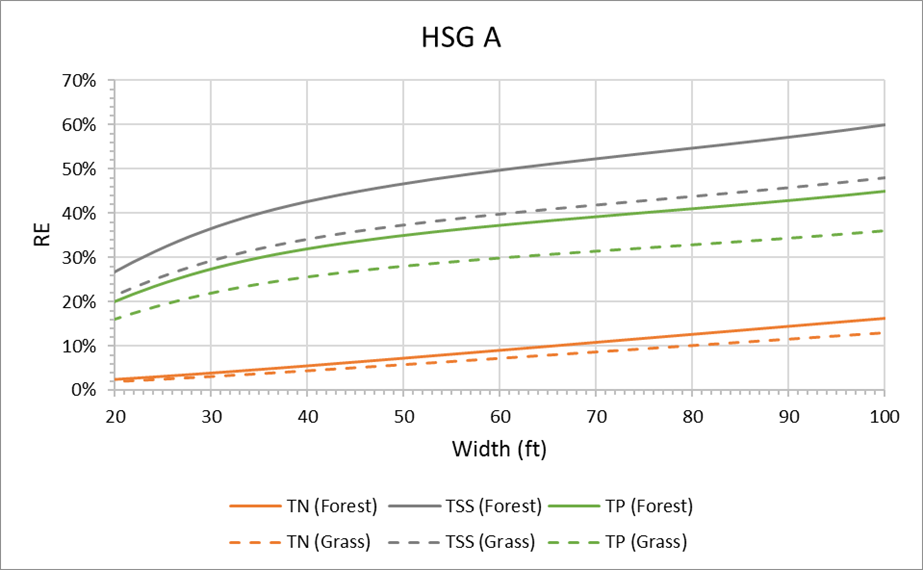 HSG A
70%
60%
50%
40%
30%
20%
10%
0%
RE
20 30 40 50 60 70 80 90 100
Width (ft)
TN (Forest) TSS (Forest) TP (Forest)
TN (Grass) TSS (Grass) TP (Grass)